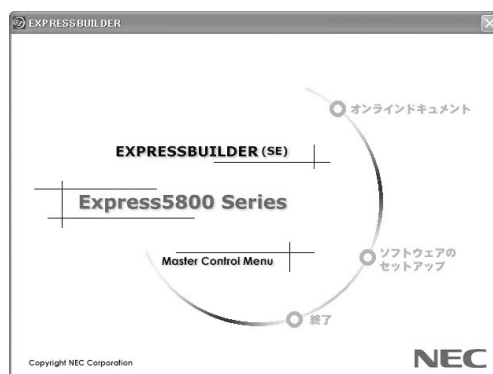 EXPRESSBUILDER
オンラインドキュメント
EXPRESSBUILDER (SE)
Express5800 Series
ソフトウェアの
セットアップ
Master Control Menu
終了
Copyright NEC Corporation
NEC